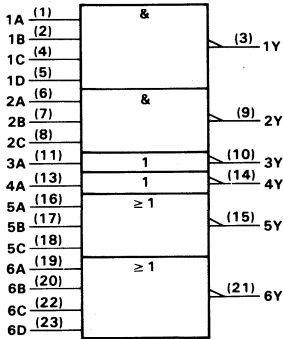 1A (1) &
1B (2) (3) 1Y
1C (4)
1D (5)
2A (6) &
2B (7) (9) 2Y
2C (8)
3A (11) 1 (10) 3Y
4A (13) 1 (14) 4Y
5A (16) ≥ 1
5B (17) (15) 5Y
5C (18)
6A (19) ≥ 1
6B (20) (21) 6Y
6C (22)
6D (23)